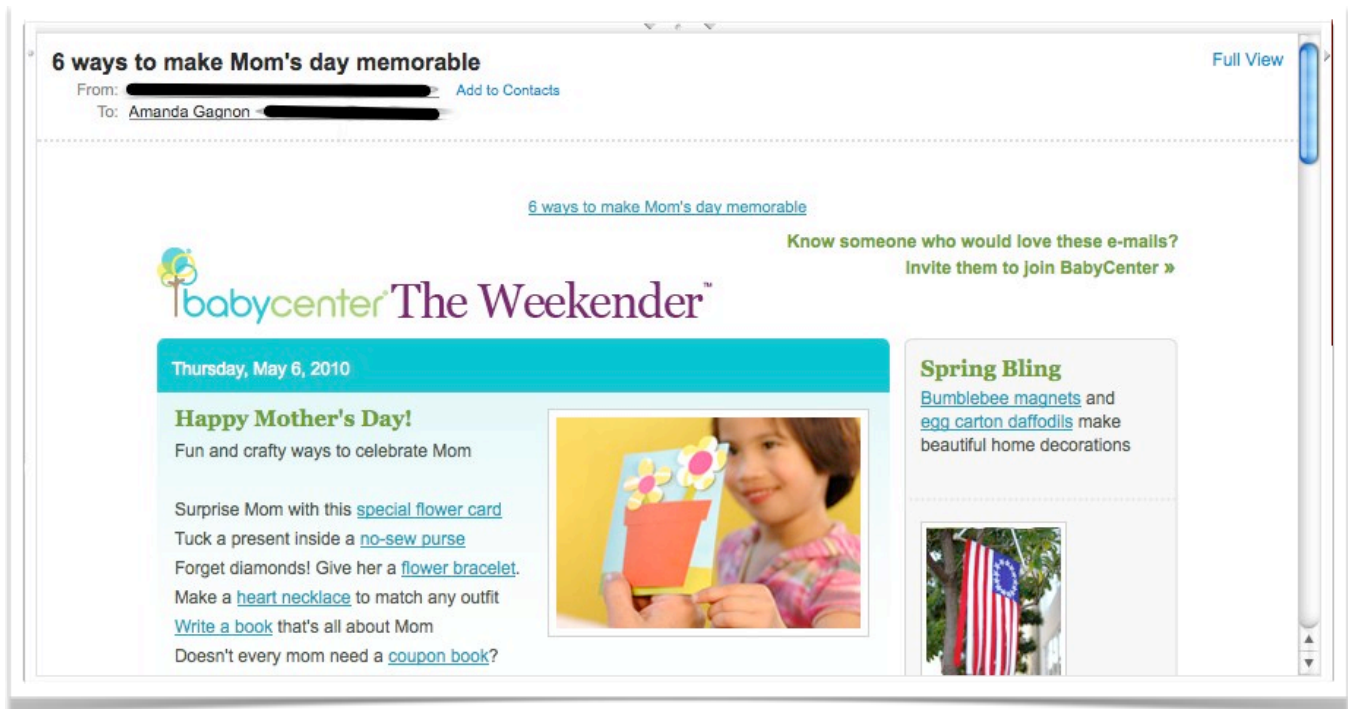 6 ways to make Mom's day memorable
Full View
From: Add to Contacts
To: Amanda Gagnon
6 ways to make Mom's day memorable
Know someone who would love these e-mails?
Invite them to join BabyCenter »
babycenter® The Weekender™
Thursday, May 6, 2010
Happy Mother's Day!
Fun and crafty ways to celebrate Mom
Surprise Mom with this special flower card
Tuck a present inside a no-sew purse
Forget diamonds! Give her a flower bracelet.
Make a heart necklace to match any outfit
Write a book that's all about Mom
Doesn't every mom need a coupon book?
Spring Bling
Bumblebee magnets and
egg carton daffodils make
beautiful home decorations